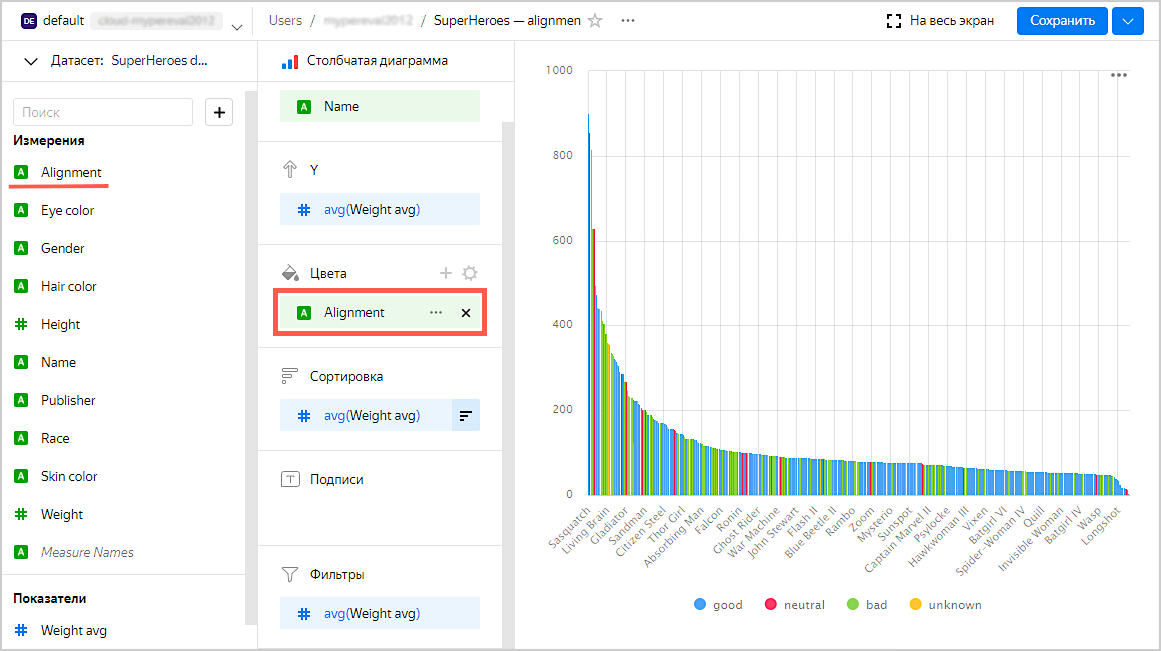 DE default cloud-mypereval2012
Users / mypereval2012 / SuperHeroes — alignmen
На весь экран
Сохранить
Датасет: SuperHeroes d...
Поиск
Измерения
A Alignment
A Eye color
A Gender
A Hair color
# Height
A Name
A Publisher
A Race
A Skin color
# Weight
A Measure Names
Показатели
# Weight avg
Столбчатая диаграмма
A Name
Y
# avg(Weight avg)
Цвета
A Alignment
Сортировка
# avg(Weight avg)
T Подписи
Фильтры
# avg(Weight avg)
1000
800
600
400
200
0
Sasquatch
Living Brain
Gladiator
Sandman
Citizen Steel
Thor Girl
Absorbing Man
Falcon
Ronin
Ghost Rider
War Machine
John Stewart
Flash II
Blue Beetle II
Rambo
Zoom
Mysterio
Sunspot
Captain Marvel II
Psylocke
Hawkwoman III
Vixen
Batgirl VI
Spider-Woman IV
Quill
Invisible Woman
Batgirl IV
Wasp
Longshot
good
neutral
bad
unknown